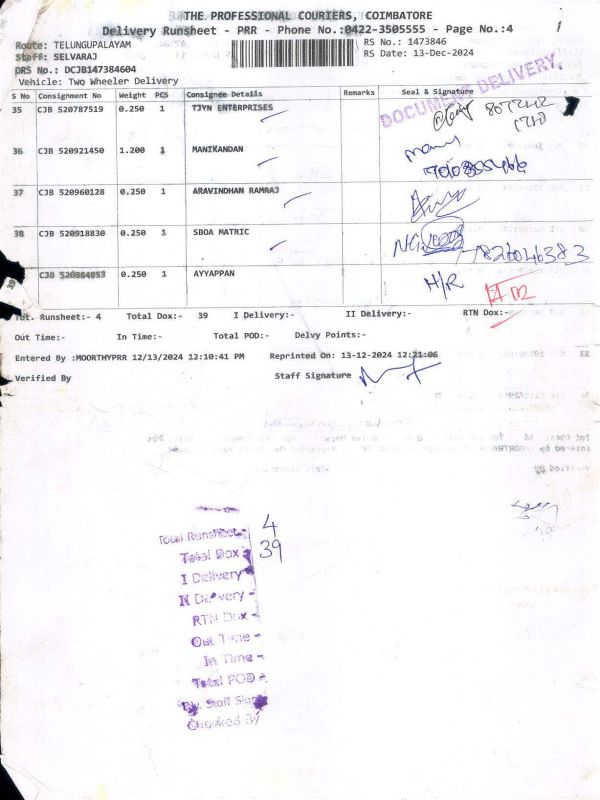 THE PROFESSIONAL COURIERS, COIMBATORE
Delivery Runsheet - PRR - Phone No.:0422-3505555 - Page No.:4
Route: TELUNGUPALAYAM
Staff: SELVARAJ
DRS No.: DCJB147384604
Vehicle: Two Wheeler Delivery
RS No.: 1473846
RS Date: 13-Dec-2024
DOCUMENT DELIVERY
S No Consignment No Weight PCS Consignee Details Remarks Seal & Signature
35 CJB 520787519 0.250 1 TJYN ENTERPRISES
36 CJB 520921450 1.200 1 MANIKANDAN
37 CJB 520960128 0.250 1 ARAVINDHAN RAMRAJ
38 CJB 520918830 0.250 1 SBOA MATRIC
39 CJB 520884853 0.250 1 AYYAPPAN H/R
Tot. Runsheet:- 4 Total Dox:- 39 I Delivery:- II Delivery:- RTN Dox:-
Out Time:- In Time:- Total POD:- Delvy Points:-
Entered By :MOORTHYPRR 12/13/2024 12:10:41 PM Reprinted On: 13-12-2024 12:21:06
Verified By Staff Signature
Total Runsheet- 4
Total Dox- 39
I Delivery-
II Delivery-
RTN Dox-
Out Time-
In Time-
Total POD-
Dly. Staff Sign-
Checked By